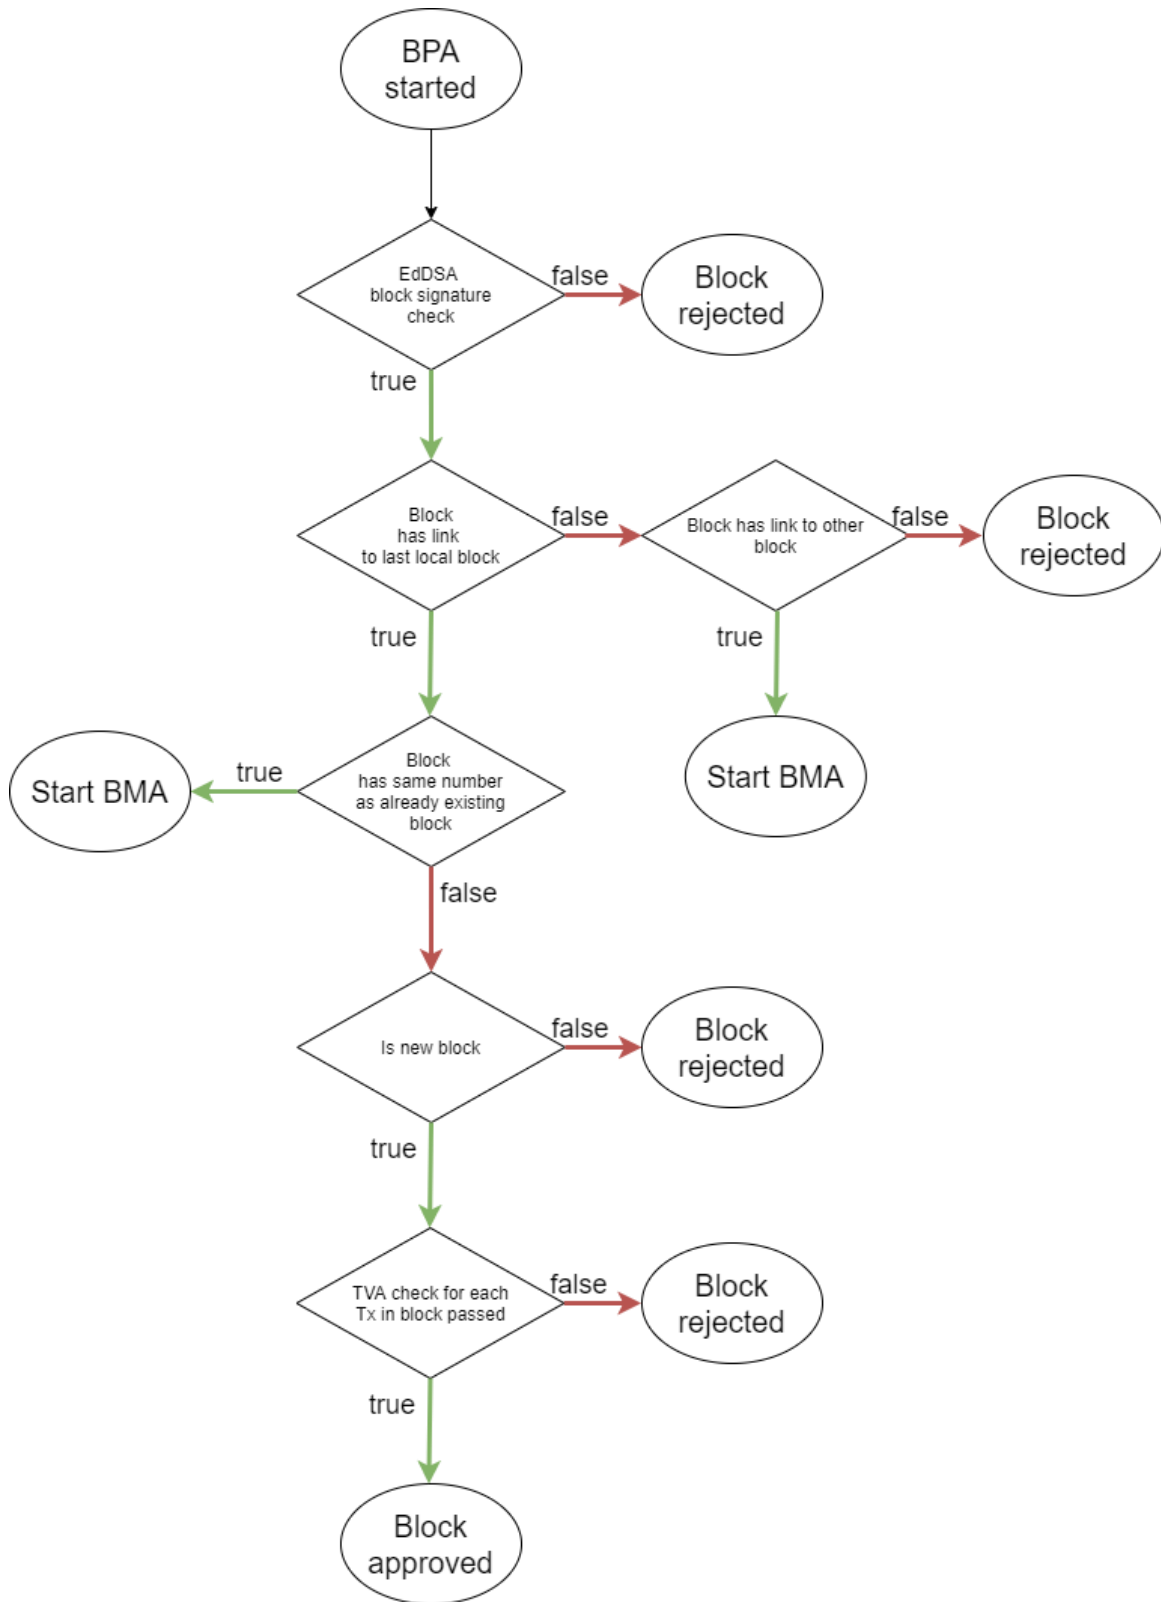 BPA
started
EdDSA
block signature
check
false
Block
rejected
true
Block
has link
to last local block
false
Block has link to other
block
false
Block
rejected
true
true
Start BMA
true
Block
has same number
as already existing
block
Start BMA
false
Is new block
false
Block
rejected
true
TVA check for each
Tx in block passed
false
Block
rejected
true
Block
approved